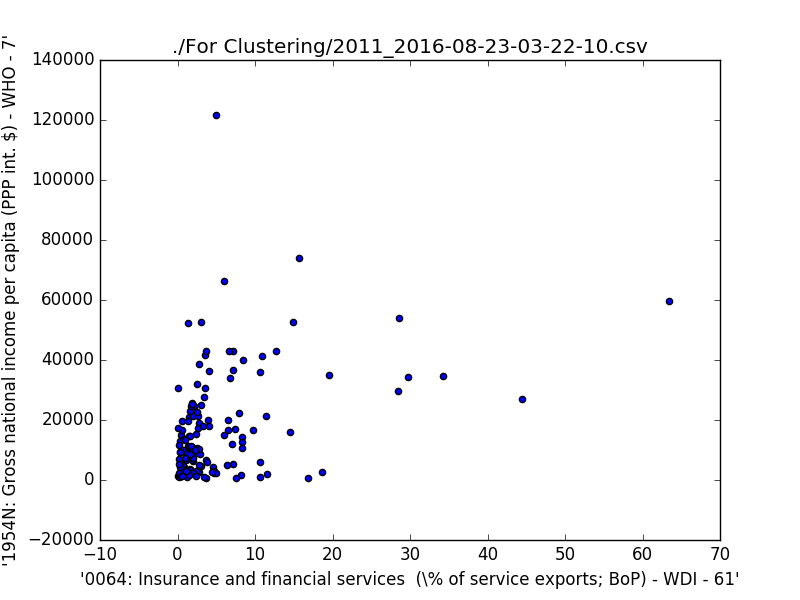 ./For Clustering/2011_2016-08-23-03-22-10.csv
'1954N: Gross national income per capita (PPP int. $) - WHO - 7'
140000
120000
100000
80000
60000
40000
20000
0
−20000
−10 0 10 20 30 40 50 60 70
'0064: Insurance and financial services (\% of service exports; BoP) - WDI - 61'